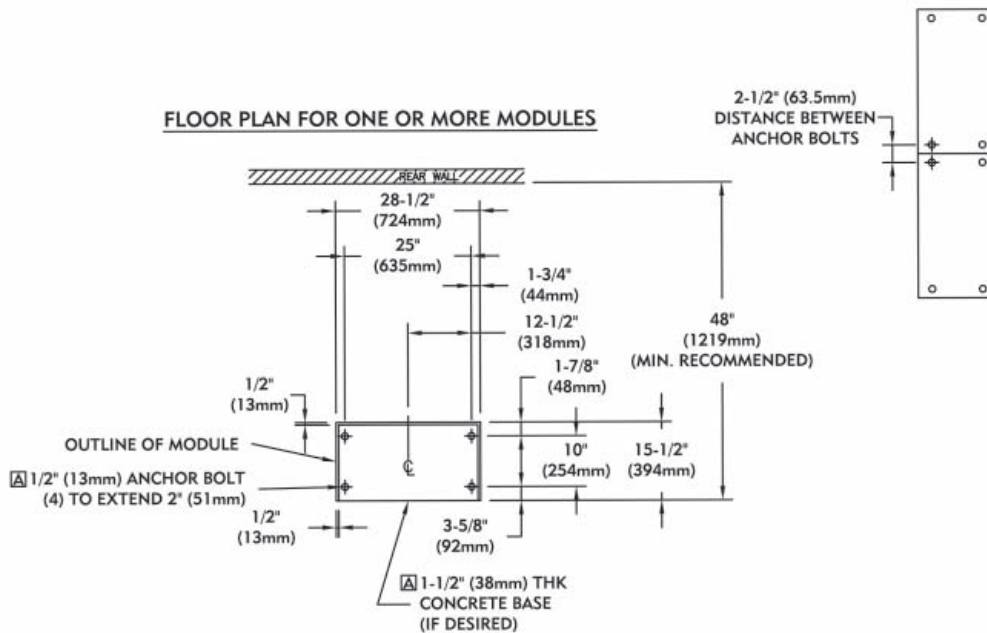 FLOOR PLAN FOR ONE OR MORE MODULES
2-1/2" (63.5mm)
DISTANCE BETWEEN
ANCHOR BOLTS
REAR WALL
28-1/2"
(724mm)
25"
(635mm)
1-3/4"
(44mm)
12-1/2"
(318mm)
48"
(1219mm)
(MIN. RECOMMENDED)
1-7/8"
(48mm)
1/2"
(13mm)
OUTLINE OF MODULE
10"
(254mm)
15-1/2"
(394mm)
A 1/2" (13mm) ANCHOR BOLT
(4) TO EXTEND 2" (51mm)
℄
1/2"
(13mm)
3-5/8"
(92mm)
A 1-1/2" (38mm) THK
CONCRETE BASE
(IF DESIRED)